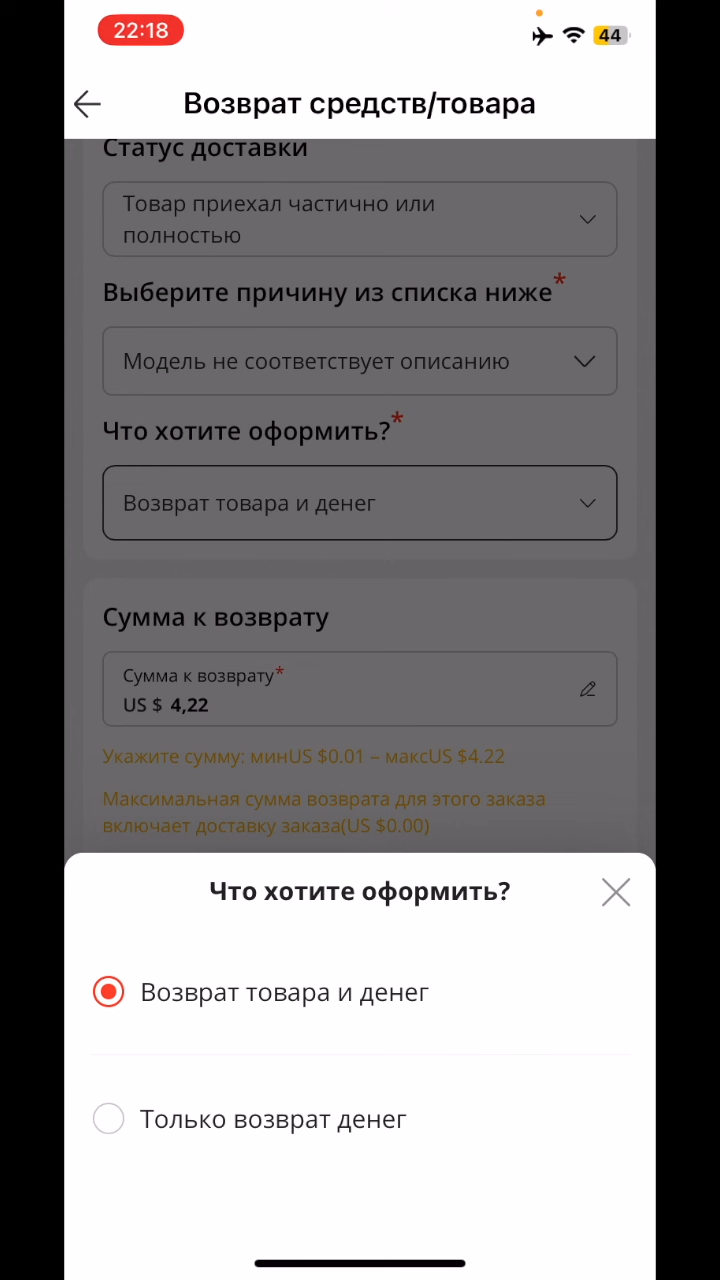 22:18
44
Возврат средств/товара
Статус доставки
Товар приехал частично или
полностью
Выберите причину из списка ниже*
Модель не соответствует описанию
Что хотите оформить?*
Возврат товара и денег
Сумма к возврату
Сумма к возврату*
US $ 4,22
Укажите сумму: минUS $0.01 – максUS $4.22
Максимальная сумма возврата для этого заказа
включает доставку заказа(US $0.00)
Что хотите оформить?
Возврат товара и денег
Только возврат денег